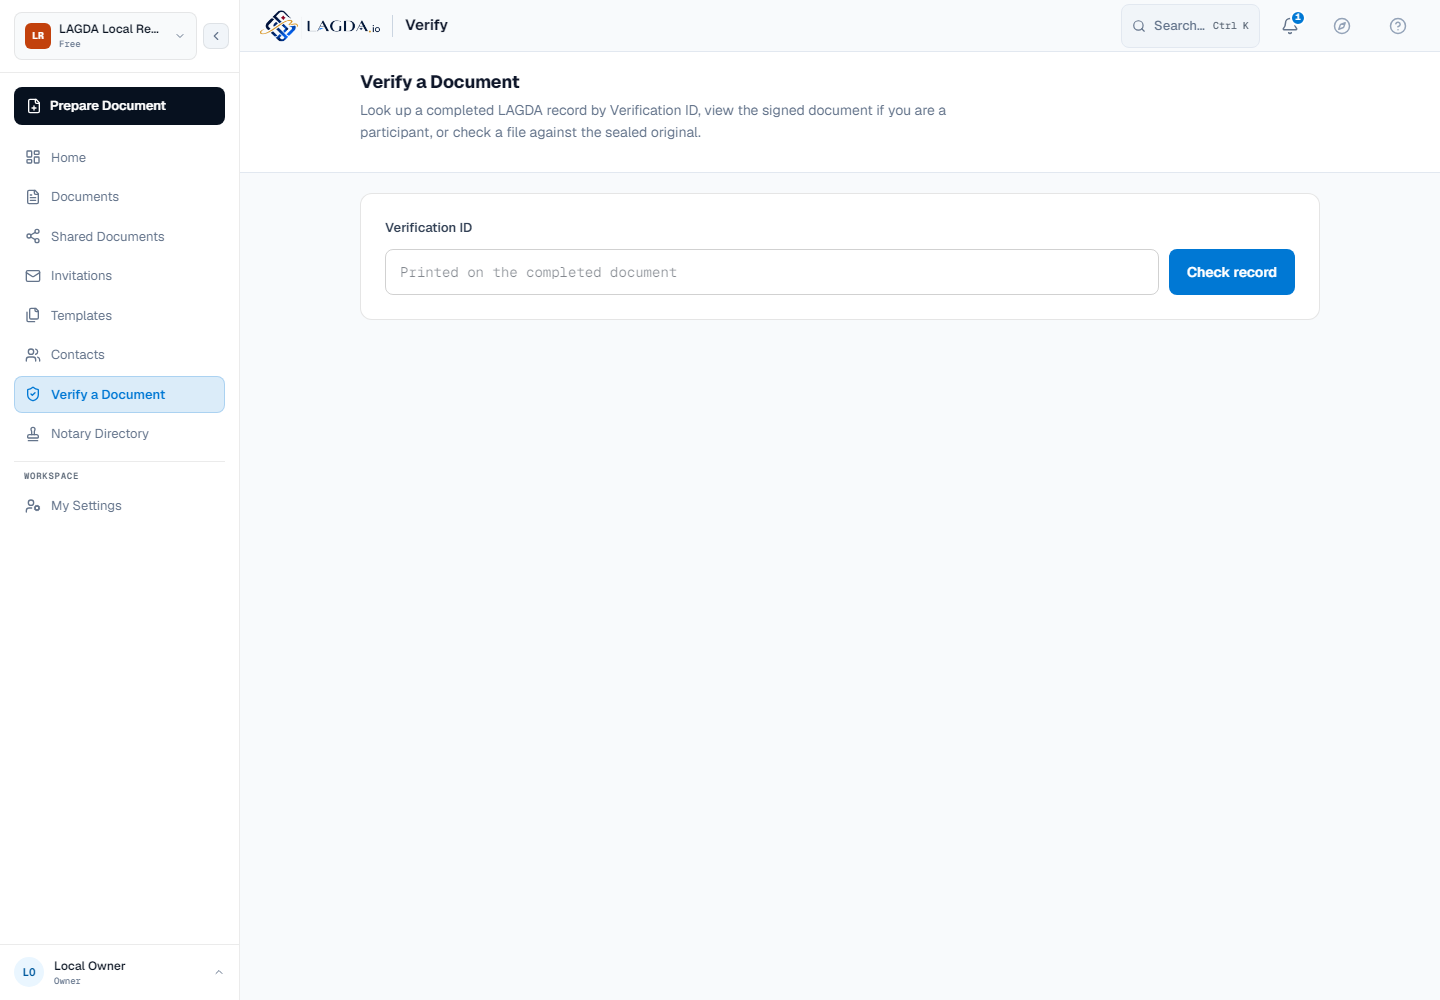 LR
LAGDA Local Re...
Free
Prepare Document
Home
Documents
Shared Documents
Invitations
Templates
Contacts
Verify a Document
Notary Directory
WORKSPACE
My Settings
LO
Local Owner
Owner
LAGDA.io
Verify
Search... Ctrl K
1
Verify a Document
Look up a completed LAGDA record by Verification ID, view the signed document if you are a
participant, or check a file against the sealed original.
Verification ID
Printed on the completed document
Check record